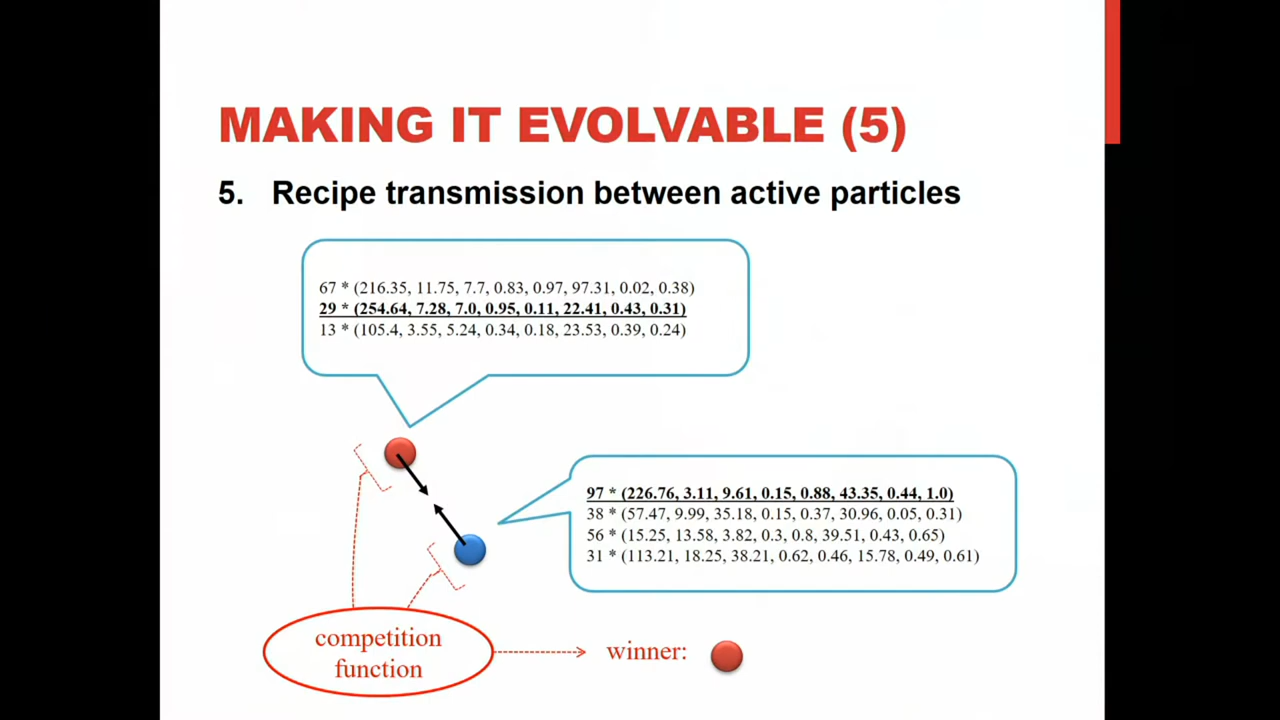 MAKING IT EVOLVABLE (5)
5. Recipe transmission between active particles
67 * (216.35, 11.75, 7.7, 0.83, 0.97, 97.31, 0.02, 0.38)
29 * (254.64, 7.28, 7.0, 0.95, 0.11, 22.41, 0.43, 0.31)
13 * (105.4, 3.55, 5.24, 0.34, 0.18, 23.53, 0.39, 0.24)
97 * (226.76, 3.11, 9.61, 0.15, 0.88, 43.35, 0.44, 1.0)
38 * (57.47, 9.99, 35.18, 0.15, 0.37, 30.96, 0.05, 0.31)
56 * (15.25, 13.58, 3.82, 0.3, 0.8, 39.51, 0.43, 0.65)
31 * (113.21, 18.25, 38.21, 0.62, 0.46, 15.78, 0.49, 0.61)
competition
function
winner: